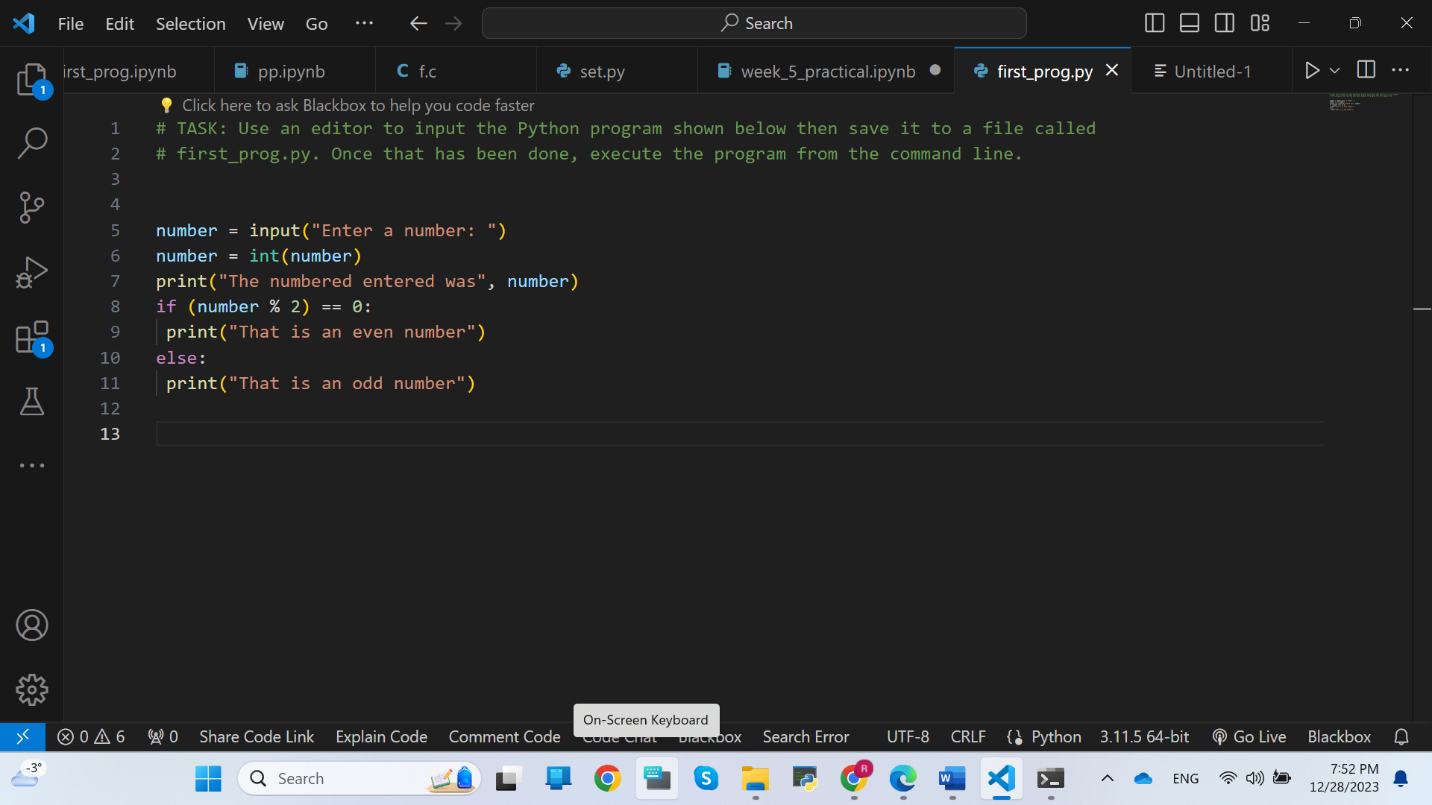 File Edit Selection View Go ··· Search
irst_prog.ipynb pp.ipynb C f.c set.py week_5_practical.ipynb first_prog.py Untitled-1
1
Click here to ask Blackbox to help you code faster
1 # TASK: Use an editor to input the Python program shown below then save it to a file called
2 # first_prog.py. Once that has been done, execute the program from the command line.
3
4
5 number = input("Enter a number: ")
6 number = int(number)
7 print("The numbered entered was", number)
8 if (number % 2) == 0:
9 print("That is an even number")
10 else:
11 print("That is an odd number")
12
13
1
On-Screen Keyboard
0 6 0 Share Code Link Explain Code Comment Code Code Chat Blackbox Search Error UTF-8 CRLF Python 3.11.5 64-bit Go Live Blackbox
-3° Search S R W ENG 7:52 PM
12/28/2023